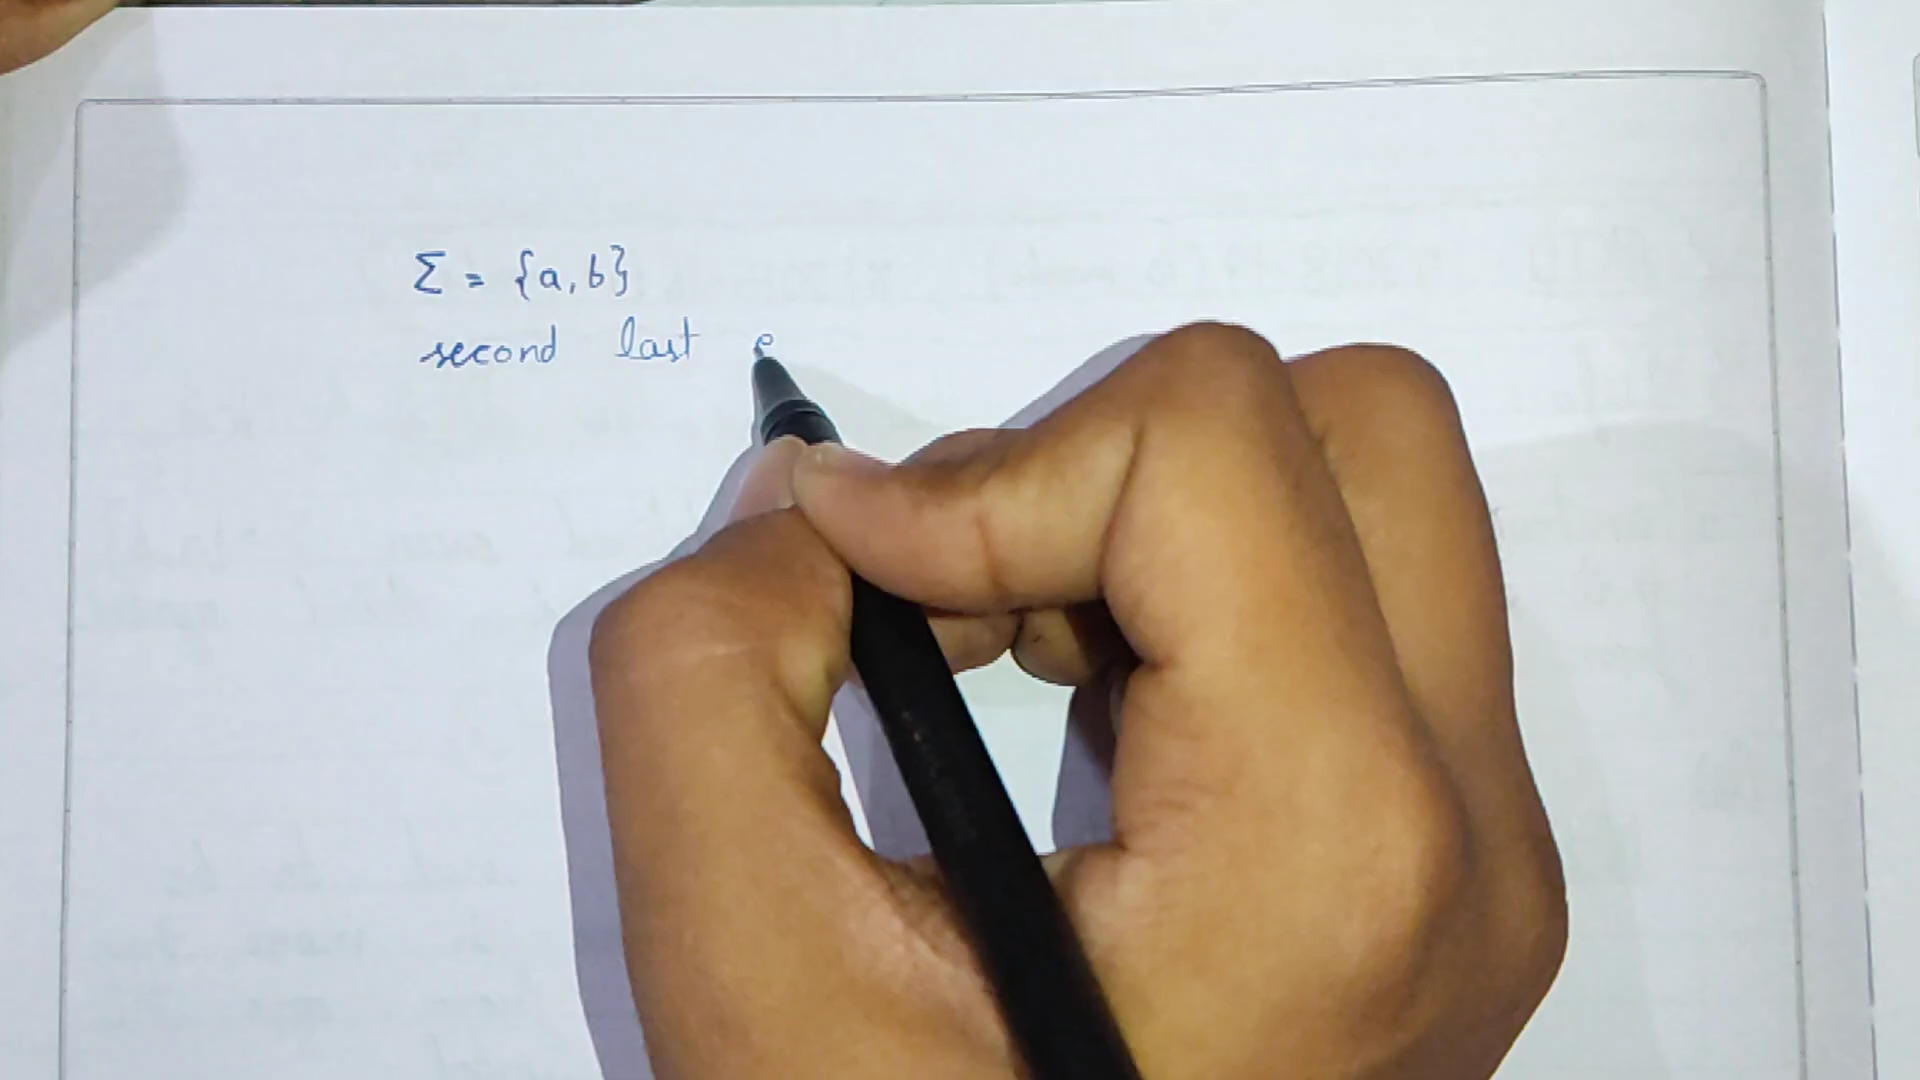 Σ = {a, b}
second last